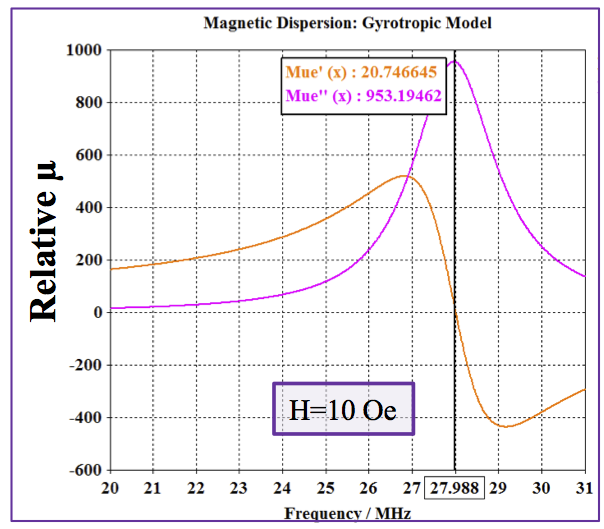 Magnetic Dispersion: Gyrotropic Model
1000
800
600
400
200
0
-200
-400
-600
Relative μ
Mue' (x) : 20.746645
Mue'' (x) : 953.19462
H=10 Oe
20 21 22 23 24 25 26 27 27.988 29 30 31
Frequency / MHz